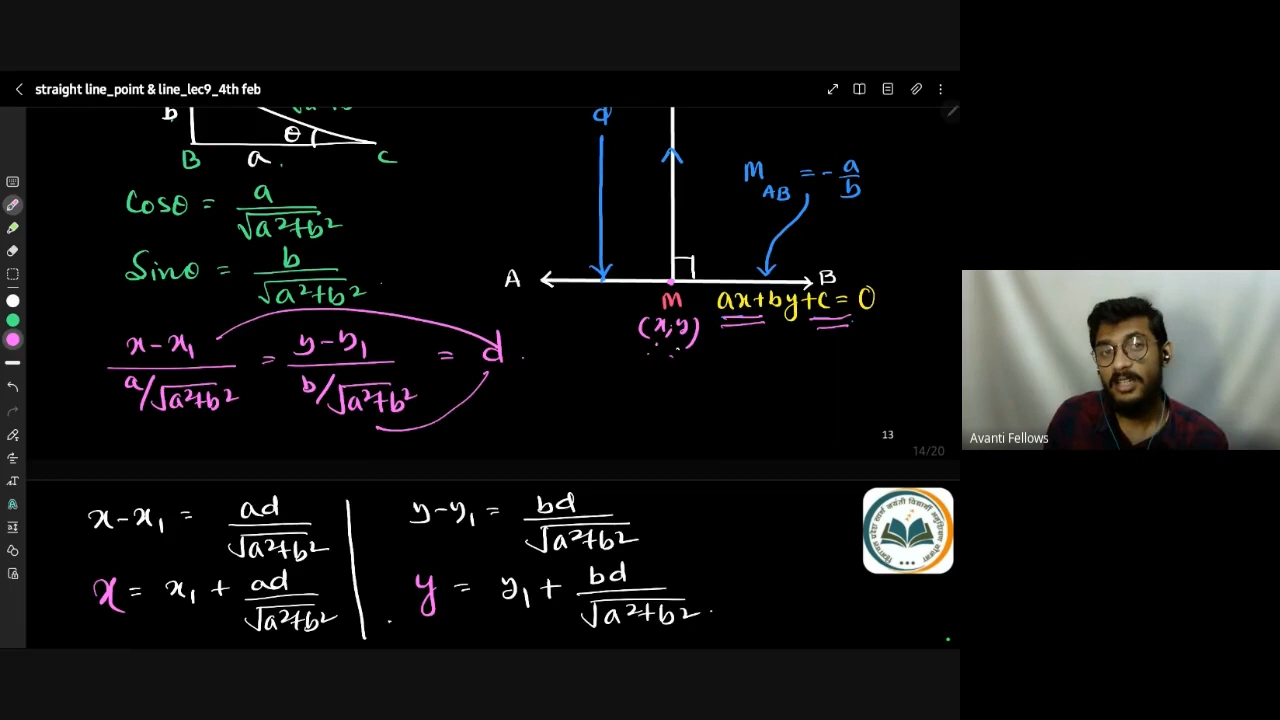 straight line_point & line_lec9_4th feb
b
θ
B a. C
d
M_AB = -a/b
Cosθ = a/√a²+b²
Sinθ = b/√a²+b²
A B
M ax+by+c=0
(x,y)
x-x₁ / a/√a²+b² = y-y₁ / b/√a²+b² = d.
13
14/20
Avanti Fellows
x-x₁ = ad/√a²+b² y-y₁ = bd/√a²+b²
x = x₁ + ad/√a²+b². y = y₁ + bd/√a²+b².